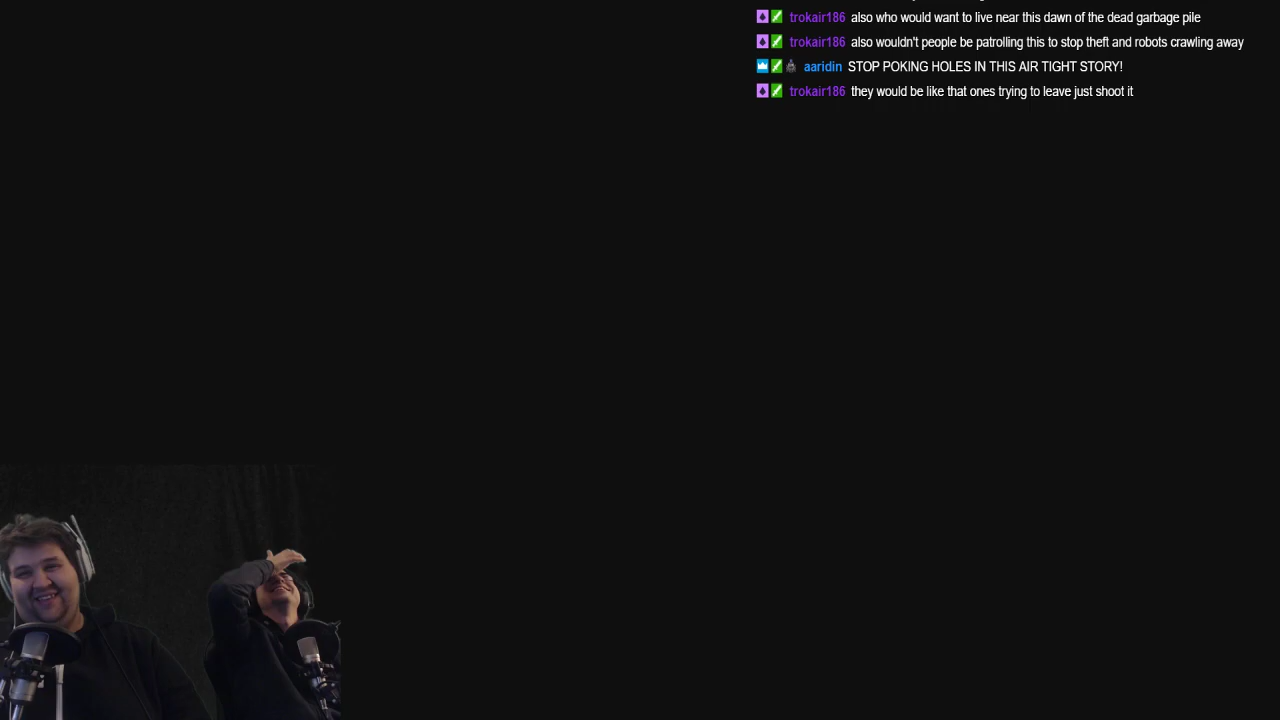 trokair186 also who would want to live near this dawn of the dead garbage pile
trokair186 also wouldn't people be patrolling this to stop theft and robots crawling away
aaridin STOP POKING HOLES IN THIS AIR TIGHT STORY!
trokair186 they would be like that ones trying to leave just shoot it